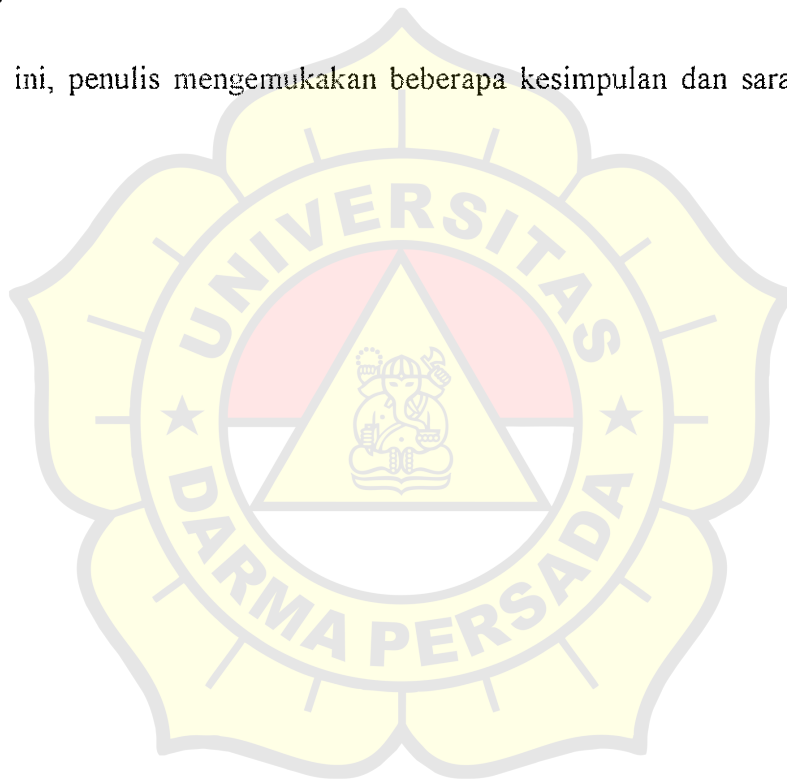 ini, penulis mengemukakan beberapa kesimpulan dan sara
UNIVERSITAS
DARMA PERSADA